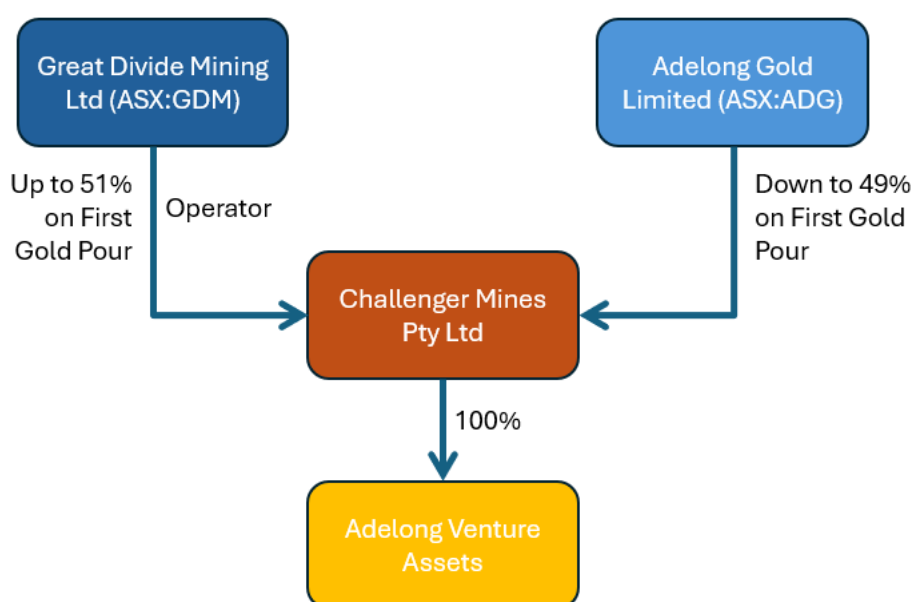 Great Divide Mining
Ltd (ASX:GDM)
Adelong Gold
Limited (ASX:ADG)
Up to 51%
on First
Gold Pour
Operator
Down to 49%
on First Gold
Pour
Challenger Mines
Pty Ltd
100%
Adelong Venture
Assets